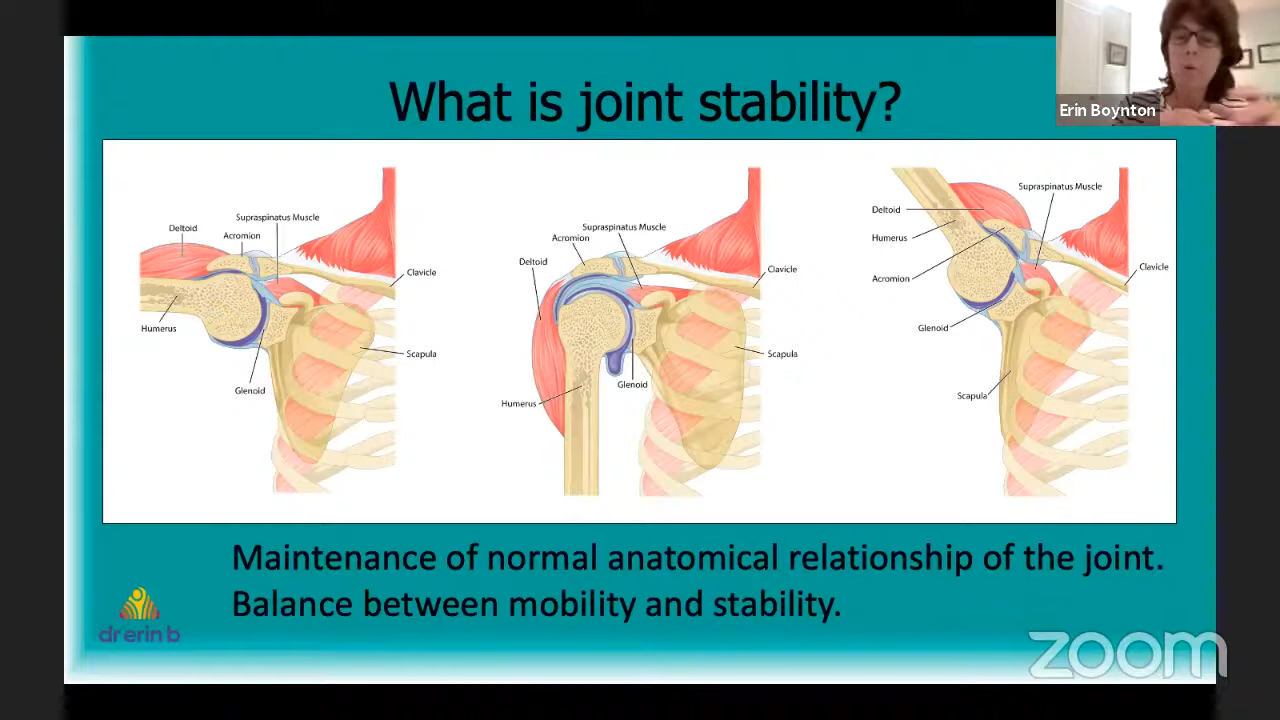 What is joint stability?
Erin Boynton
Supraspinatus Muscle
Deltoid
Acromion
Clavicle
Humerus
Scapula
Glenoid
Supraspinatus Muscle
Acromion
Deltoid
Clavicle
Scapula
Glenoid
Humerus
Supraspinatus Muscle
Deltoid
Humerus
Clavicle
Acromion
Glenoid
Scapula
Maintenance of normal anatomical relationship of the joint.
Balance between mobility and stability.
dr erin b
zoom